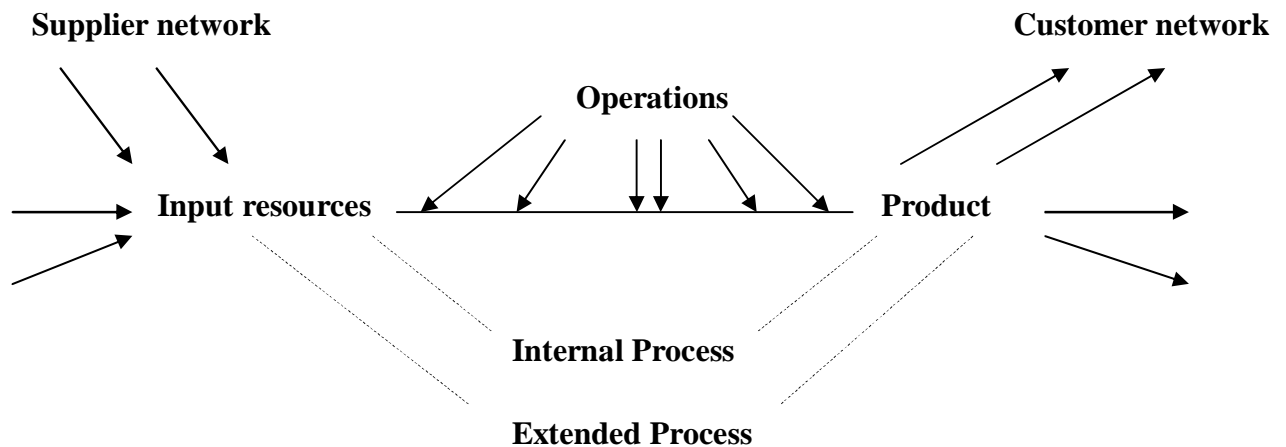 Supplier network
Customer network
Operations
Input resources
Product
Internal Process
Extended Process